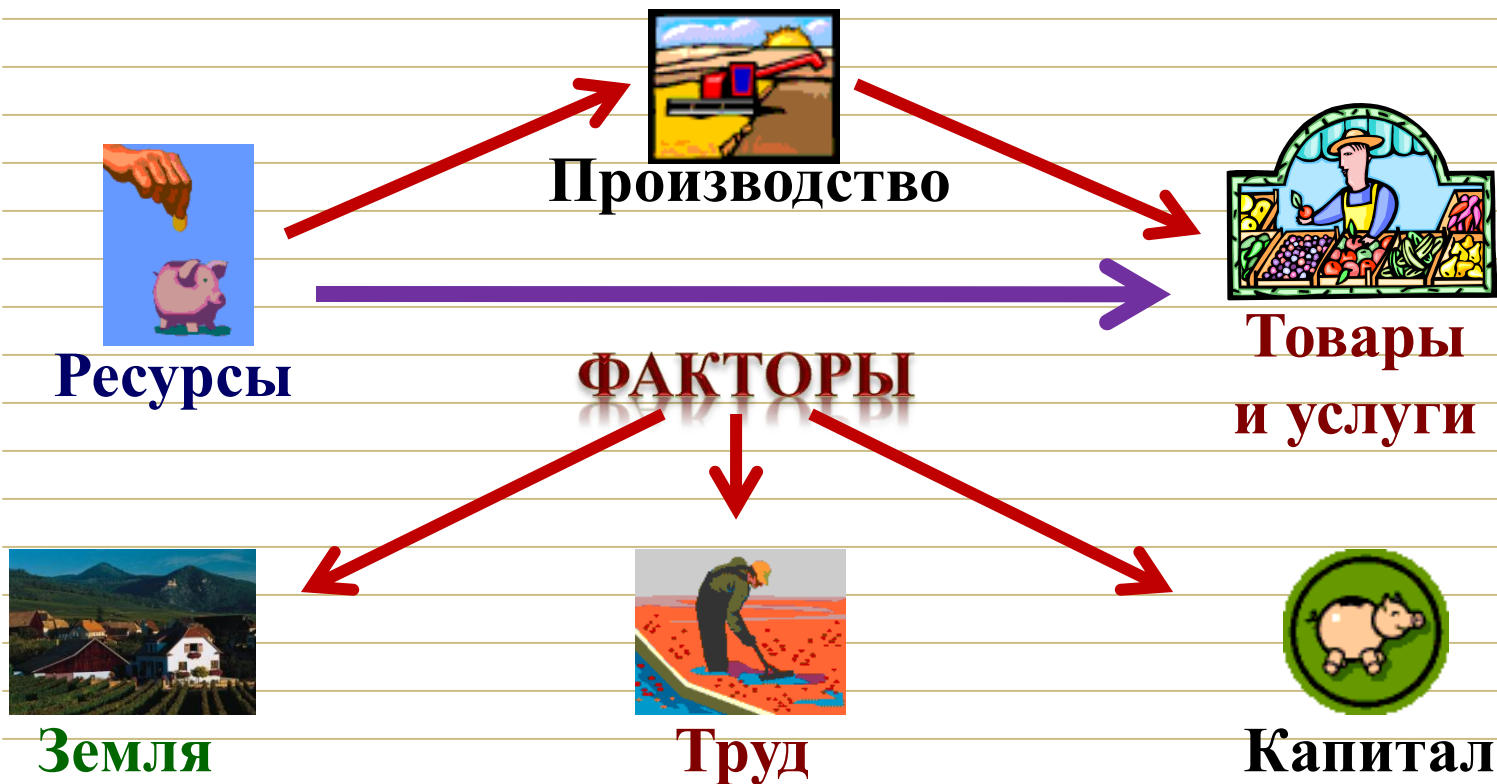 Производство
Ресурсы
Товары
и услуги
ФАКТОРЫ
Земля
Труд
Капитал